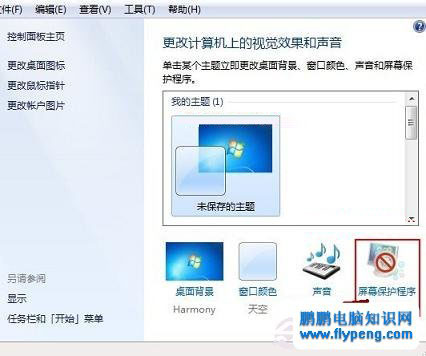 文件(F) 编辑(E) 查看(V) 工具(T) 帮助(H)
控制面板主页
更改桌面图标
更改鼠标指针
更改帐户图片
更改计算机上的视觉效果和声音
单击某个主题立即更改桌面背景、窗口颜色、声音和屏幕保
护程序。
我的主题 (1)
未保存的主题
桌面背景
Harmony
窗口颜色
天空
声音
屏幕保护程序
另请参阅
显示
任务栏和「开始」菜单
鹏鹏电脑知识网
www.flypeng.com